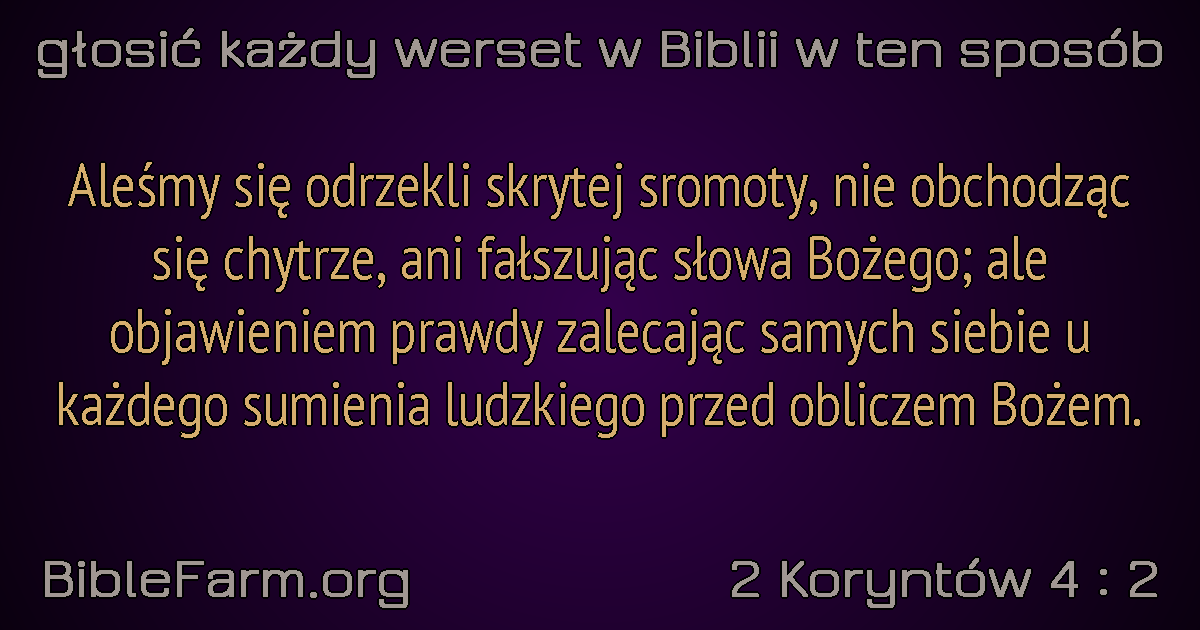 głosić każdy werset w Biblii w ten sposób
Aleśmy się odrzekli skrytej sromoty, nie obchodząc
się chytrze, ani fałszując słowa Bożego; ale
objawieniem prawdy zalecając samych siebie u
każdego sumienia ludzkiego przed obliczem Bożem.
BibleFarm.org
2 Koryntów 4 : 2